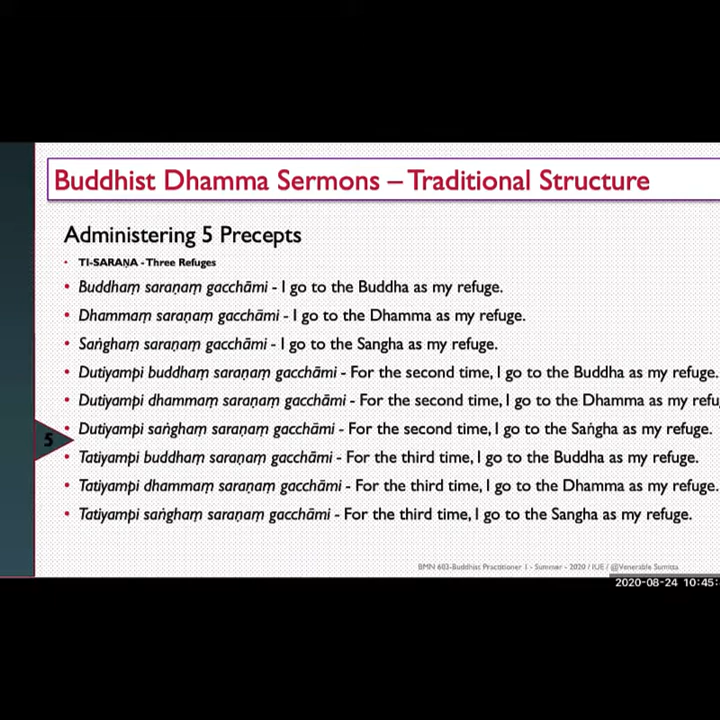 Buddhist Dhamma Sermons – Traditional Structure
Administering 5 Precepts
• TI-SARAṆA - Three Refuges
• Buddhaṃ saraṇaṃ gacchāmi - I go to the Buddha as my refuge.
• Dhammaṃ saraṇaṃ gacchāmi - I go to the Dhamma as my refuge.
• Saṅghaṃ saraṇaṃ gacchāmi - I go to the Sangha as my refuge.
• Dutiyampi buddhaṃ saraṇaṃ gacchāmi - For the second time, I go to the Buddha as my refuge.
• Dutiyampi dhammaṃ saraṇaṃ gacchāmi - For the second time, I go to the Dhamma as my refu
• Dutiyampi saṅghaṃ saraṇaṃ gacchāmi - For the second time, I go to the Saṅgha as my refuge.
5
• Tatiyampi buddhaṃ saraṇaṃ gacchāmi - For the third time, I go to the Buddha as my refuge.
• Tatiyampi dhammaṃ saraṇaṃ gacchāmi - For the third time, I go to the Dhamma as my refuge.
• Tatiyampi saṅghaṃ saraṇaṃ gacchāmi - For the third time, I go to the Sangha as my refuge.
BMN 603-Buddhist Practitioner 1 - Summer - 2020 / IUE / @Venerable Sumitta
2020-08-24 10:45: